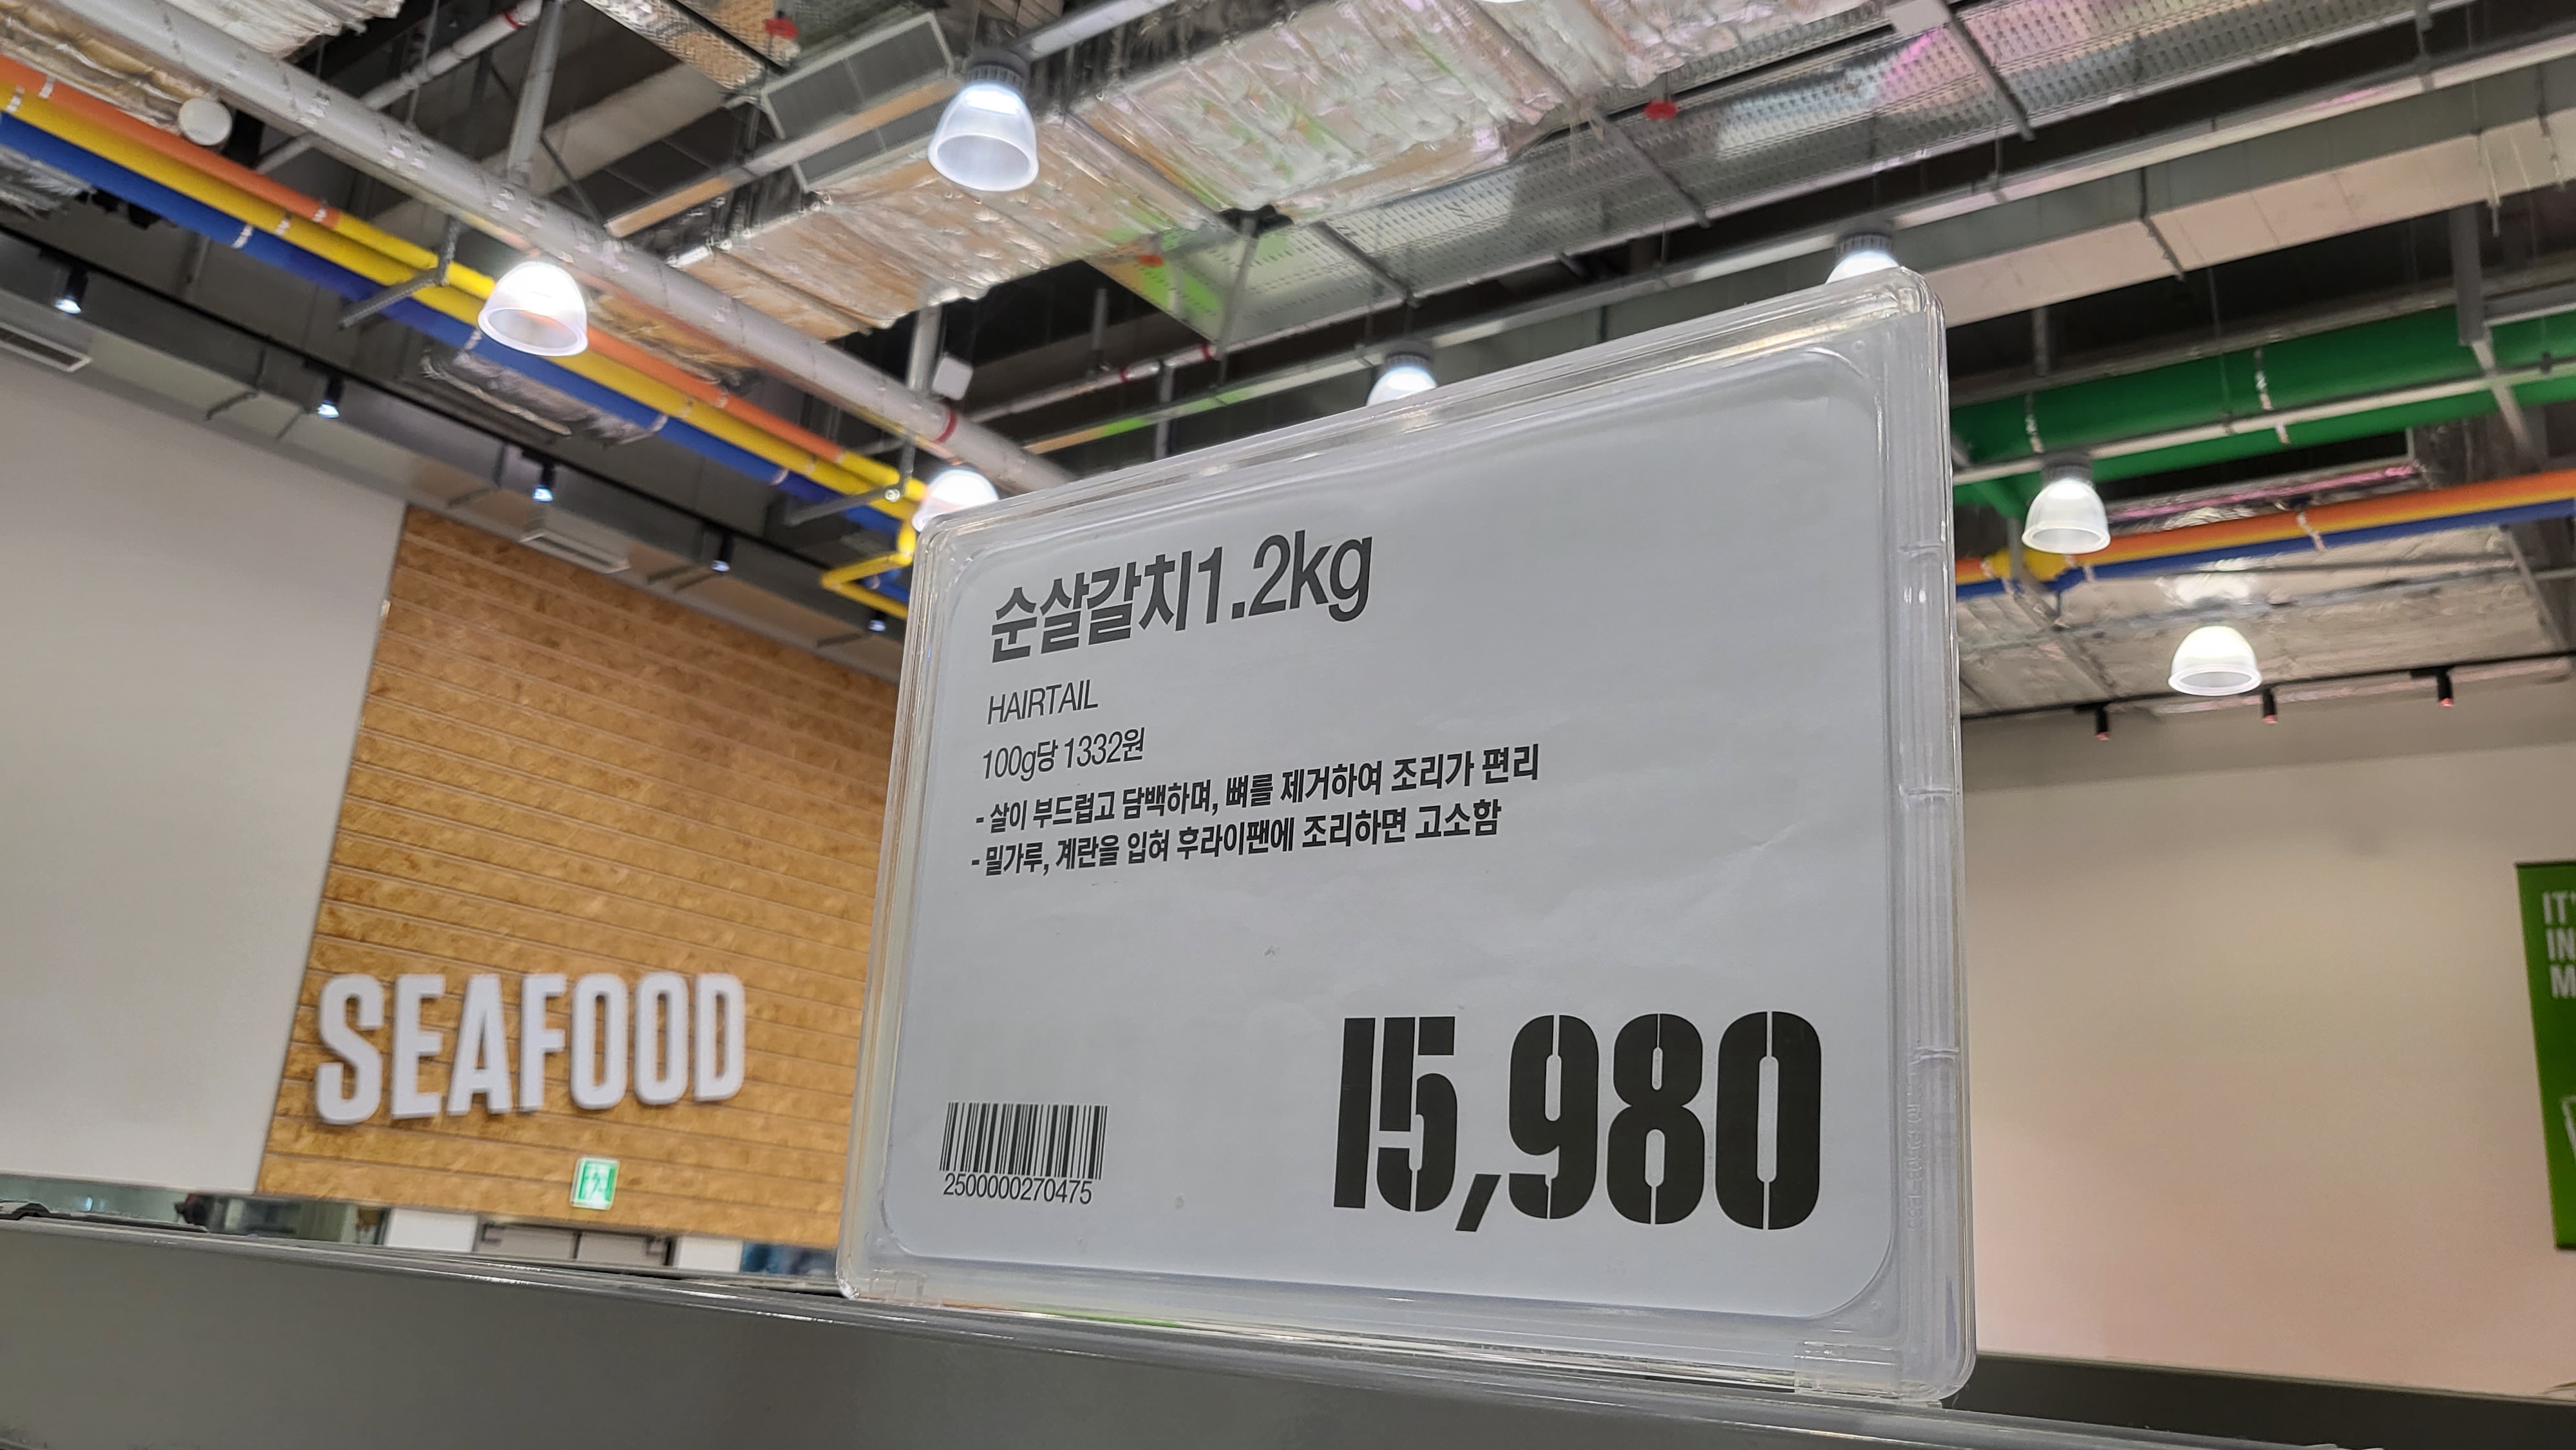 순살갈치1.2kg
HAIRTAIL
100g당 1332원
- 살이 부드럽고 담백하며, 뼈를 제거하여 조리가 편리
- 밀가루, 계란을 입혀 후라이팬에 조리하면 고소함
15,980
2500000270475
SEAFOOD
IT'
IN
M